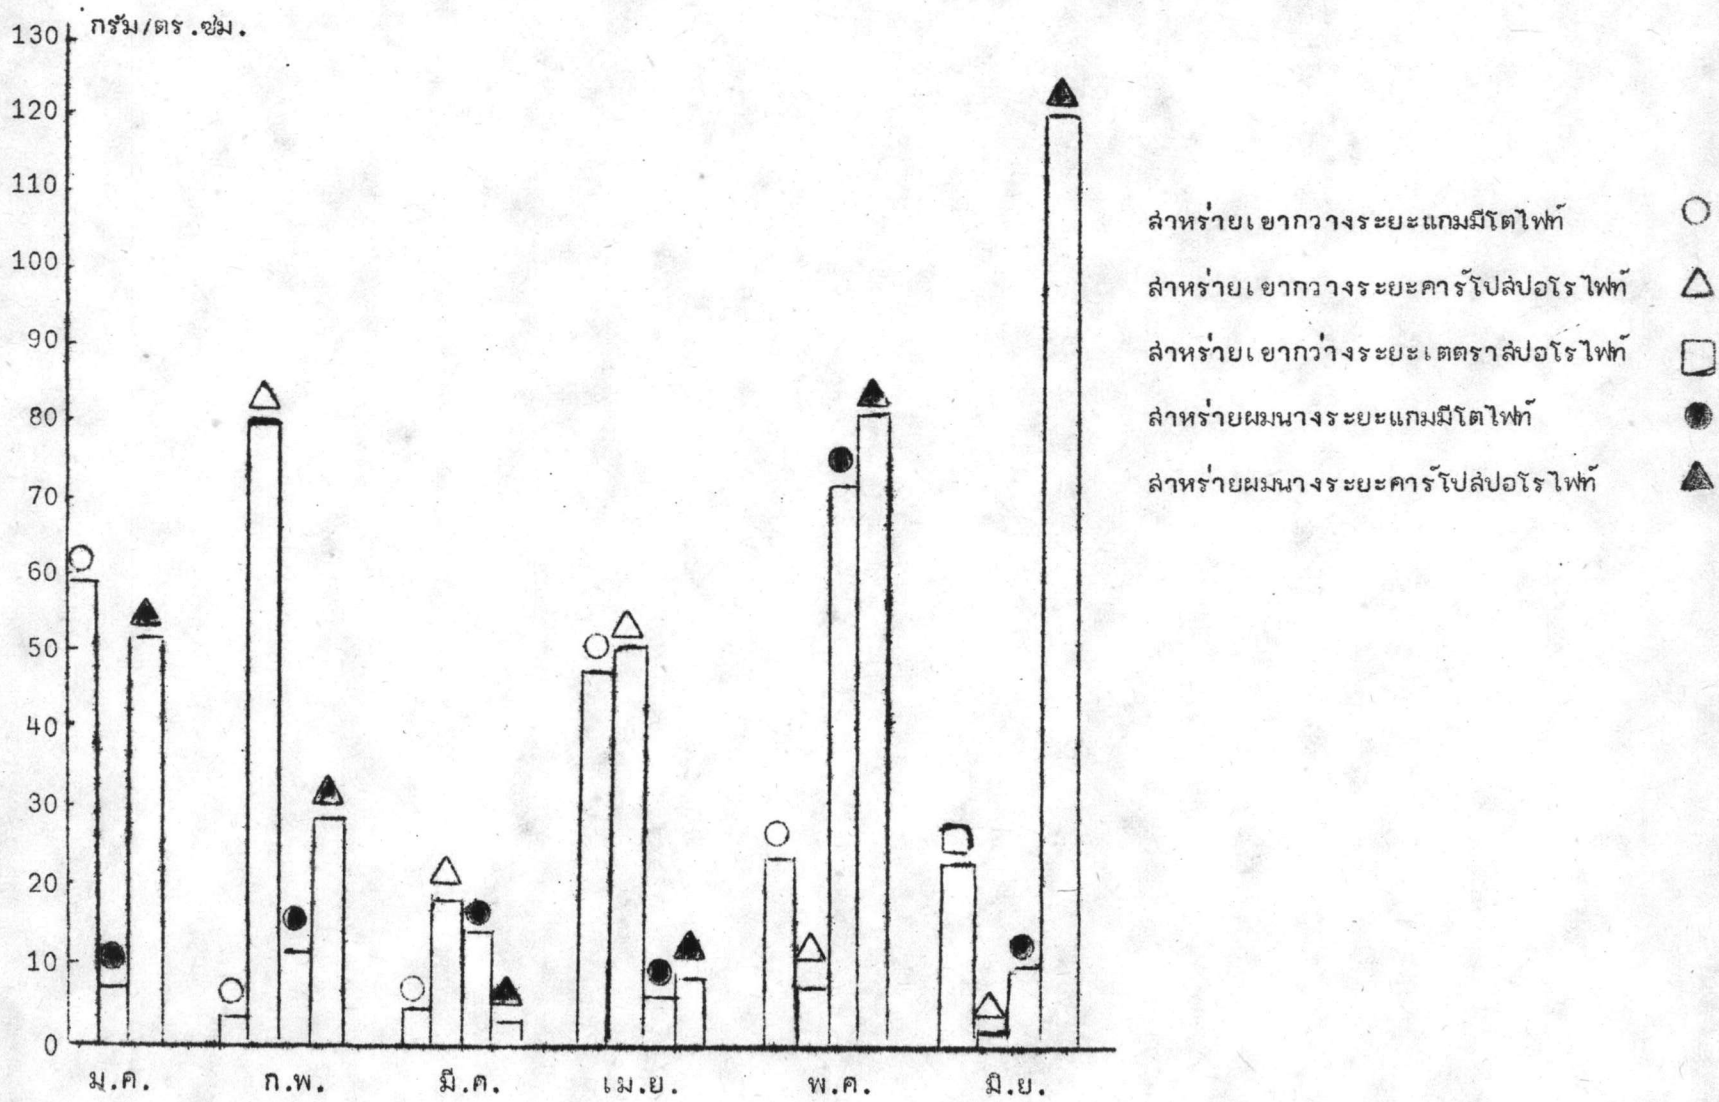 กรัม/ตร.ซม.
130
120
110
100
90
80
70
60
50
40
30
20
10
0
ม.ค. ก.พ. มี.ค. เม.ย. พ.ค. มิ.ย.
สาหร่ายเขากวางระยะแกมมีโตไฟท์
สาหร่ายเขากวางระยะคาร์โปสปอโรไฟท์
สาหร่ายเขากว่างระยะเตตราสปอโรไฟท์
สาหร่ายผมนางระยะแกมมีโตไฟท์
สาหร่ายผมนางระยะคาร์โปสปอโรไฟท์